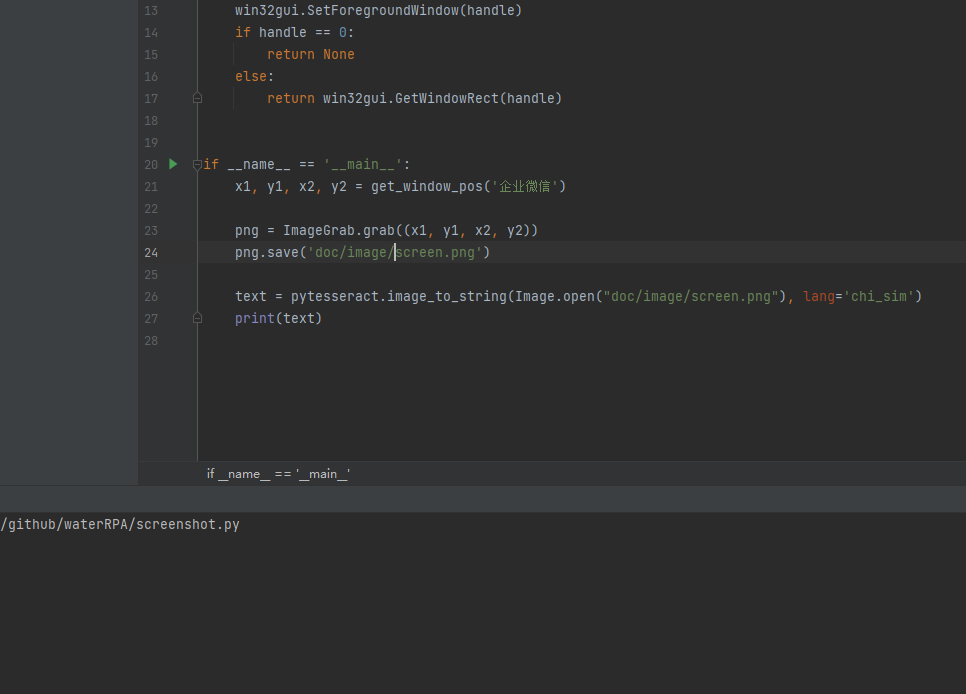 13 win32gui.SetForegroundWindow(handle)
14 if handle == 0:
15 return None
16 else:
17 return win32gui.GetWindowRect(handle)
18
19
20 if __name__ == '__main__':
21 x1, y1, x2, y2 = get_window_pos('企业微信')
22
23 png = ImageGrab.grab((x1, y1, x2, y2))
24 png.save('doc/image/screen.png')
25
26 text = pytesseract.image_to_string(Image.open("doc/image/screen.png"), lang='chi_sim')
27 print(text)
28
if __name__ == '__main__'
/github/waterRPA/screenshot.py